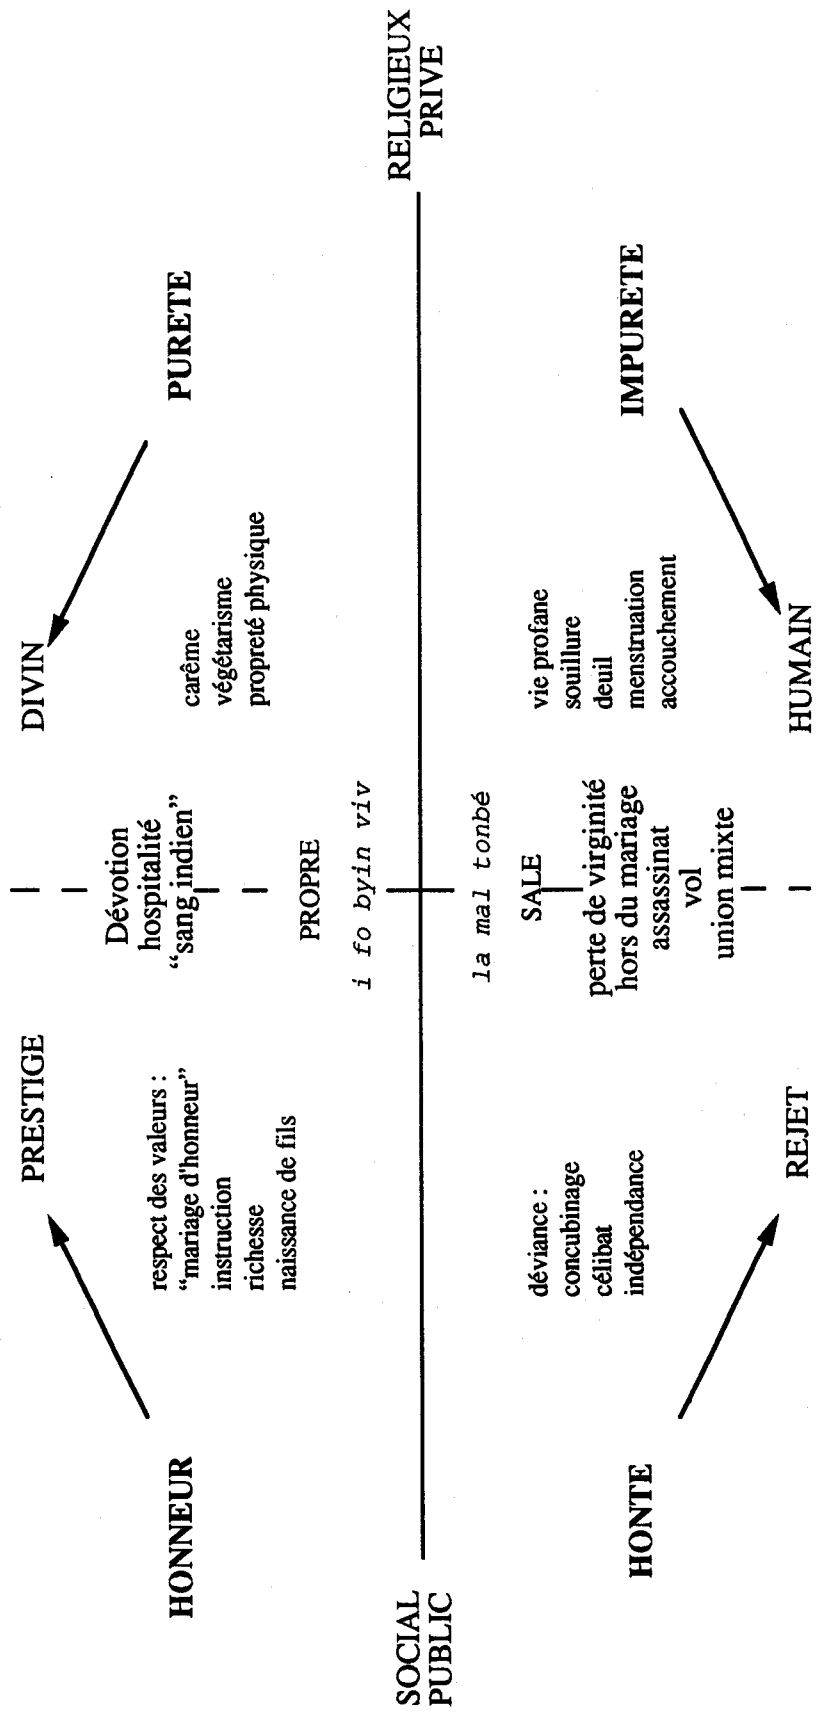 PRESTIGE
DIVIN
HONNEUR
PURETE
respect des valeurs :
“mariage d'honneur”
instruction
richesse
naissance de fils
Dévotion
hospitalité
“sang indien”
carême
végétarisme
propreté physique
PROPRE
i fo byin viv
SOCIAL
PUBLIC
RELIGIEUX
PRIVE
la mal tonbé
SALE
déviance :
concubinage
célibat
indépendance
perte de virginité
hors du mariage
assassinat
vol
union mixte
vie profane
souillure
deuil
menstruation
accouchement
HONTE
IMPURETE
REJET
HUMAIN